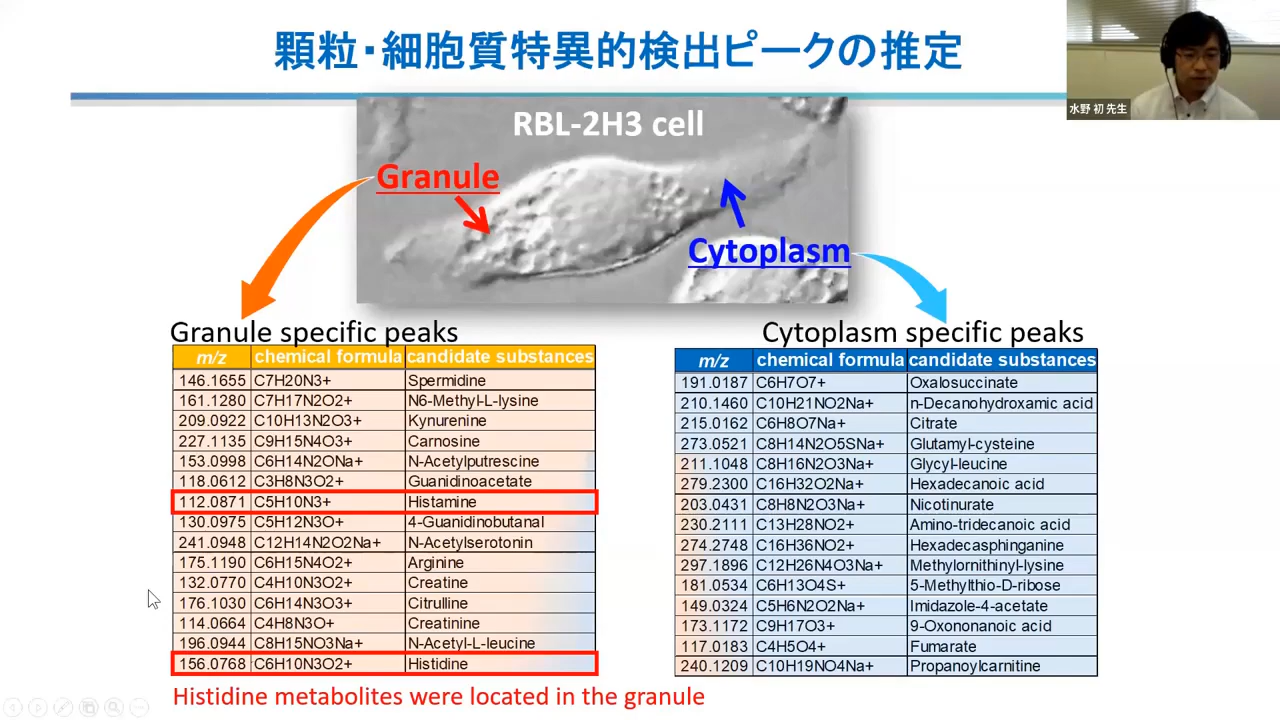 顆粒・細胞質特異的検出ピークの推定
水野 初 先生
RBL-2H3 cell
Granule
Cytoplasm
Granule specific peaks
m/z chemical formula candidate substances
146.1655 C7H20N3+ Spermidine
161.1280 C7H17N2O2+ N6-Methyl-L-lysine
209.0922 C10H13N2O3+ Kynurenine
227.1135 C9H15N4O3+ Carnosine
153.0998 C6H14N2ONa+ N-Acetylputrescine
118.0612 C3H8N3O2+ Guanidinoacetate
112.0871 C5H10N3+ Histamine
130.0975 C5H12N3O+ 4-Guanidinobutanal
241.0948 C12H14N2O2Na+ N-Acetylserotonin
175.1190 C6H15N4O2+ Arginine
132.0770 C4H10N3O2+ Creatine
176.1030 C6H14N3O3+ Citrulline
114.0664 C4H8N3O+ Creatinine
196.0944 C8H15NO3Na+ N-Acetyl-L-leucine
156.0768 C6H10N3O2+ Histidine
Cytoplasm specific peaks
m/z chemical formula candidate substances
191.0187 C6H7O7+ Oxalosuccinate
210.1460 C10H21NO2Na+ n-Decanohydroxamic acid
215.0162 C6H8O7Na+ Citrate
273.0521 C8H14N2O5SNa+ Glutamyl-cysteine
211.1048 C8H16N2O3Na+ Glycyl-leucine
279.2300 C16H32O2Na+ Hexadecanoic acid
203.0431 C8H8N2O3Na+ Nicotinurate
230.2111 C13H28NO2+ Amino-tridecanoic acid
274.2748 C16H36NO2+ Hexadecasphinganine
297.1896 C12H26N4O3Na+ Methylornithinyl-lysine
181.0534 C6H13O4S+ 5-Methylthio-D-ribose
149.0324 C5H6N2O2Na+ Imidazole-4-acetate
173.1172 C9H17O3+ 9-Oxononanoic acid
117.0183 C4H5O4+ Fumarate
240.1209 C10H19NO4Na+ Propanoylcarnitine
Histidine metabolites were located in the granule